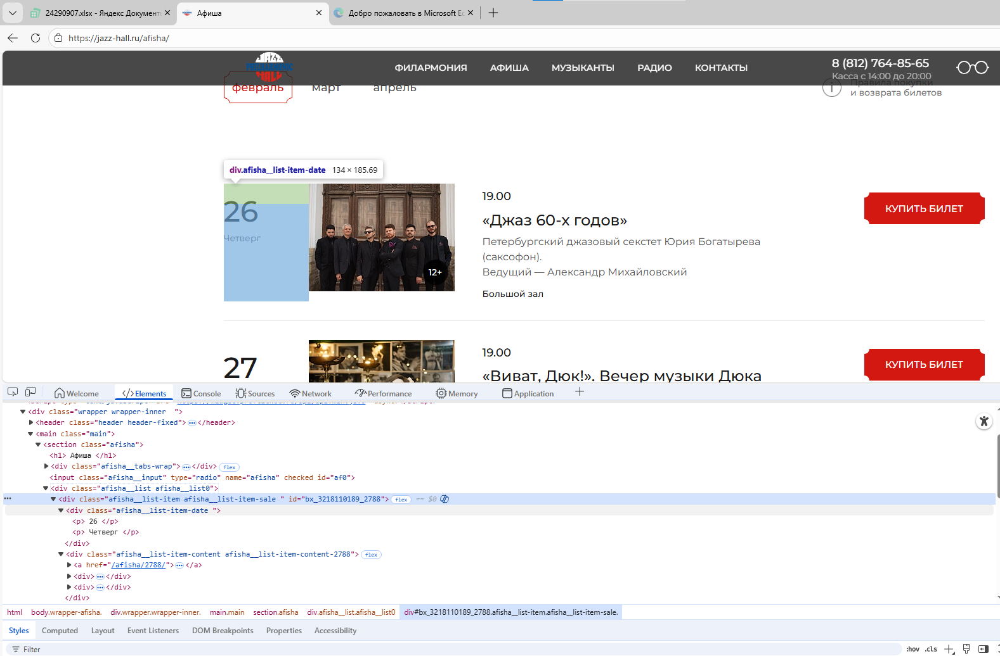 24290907.xlsx - Яндекс Документ
Афиша
Добро пожаловать в Microsoft Ed
https://jazz-hall.ru/afisha/
JAZZ
PHILHARMONIC
HALL
ФИЛАРМОНИЯ
АФИША
МУЗЫКАНТЫ
РАДИО
КОНТАКТЫ
8 (812) 764-85-65
Касса с 14:00 до 20:00
февраль
март
апрель
Правила покупки
и возврата билетов
div.afisha__list-item-date 134 × 185.69
26
Четверг
12+
19.00
«Джаз 60-х годов»
Петербургский джазовый секстет Юрия Богатырева
(саксофон).
Ведущий — Александр Михайловский
Большой зал
КУПИТЬ БИЛЕТ
27
19.00
«Виват, Дюк!». Вечер музыки Дюка
КУПИТЬ БИЛЕТ
Welcome
Elements
Console
Sources
Network
Performance
Memory
Application
<div class="wrapper wrapper-inner  ">
<header class="header header-fixed">…</header>
<main class="main">
<section class="afisha">
<h1> Афиша </h1>
<div class="afisha__tabs-wrap">…</div> flex
<input class="afisha__input" type="radio" name="afisha" checked id="af0">
<div class="afisha__list afisha__list0">
<div class="afisha__list-item afisha__list-item-sale " id="bx_3218110189_2788"> flex == $0
<div class="afisha__list-item-date ">
<p> 26 </p>
<p> Четверг </p>
</div>
<div class="afisha__list-item-content afisha__list-item-content-2788"> flex
<a href="/afisha/2788/">…</a>
<div>…</div>
<div>…</div>
</div>
html body.wrapper-afisha. div.wrapper.wrapper-inner. main.main section.afisha div.afisha__list.afisha__list0 div#bx_3218110189_2788.afisha__list-item.afisha__list-item-sale.
Styles
Computed
Layout
Event Listeners
DOM Breakpoints
Properties
Accessibility
Filter
:hov .cls